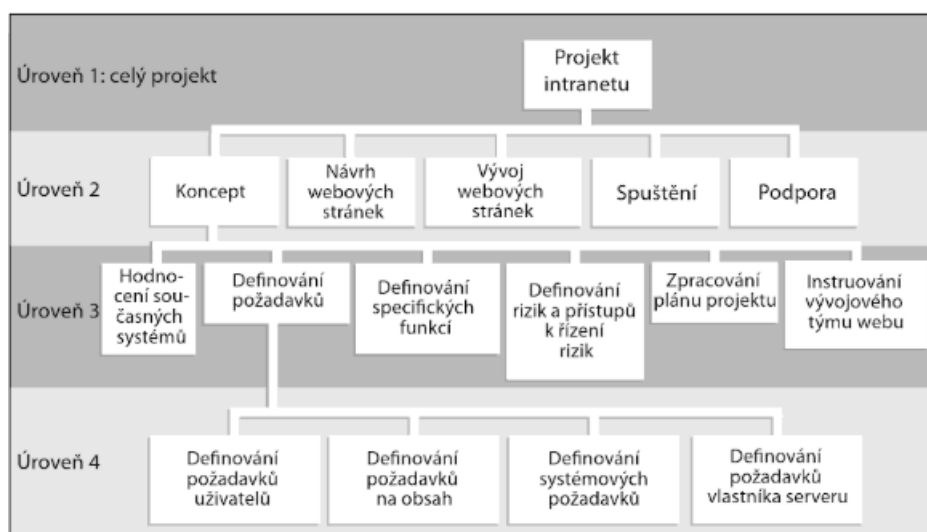 Úroveň 1: celý projekt
Projekt
intranetu
Úroveň 2
Koncept
Návrh
webových
stránek
Vývoj
webových
stránek
Spuštění
Podpora
Úroveň 3
Hodno-
cení sou-
časných
systémů
Definování
požadavků
Definování
specifických
funkcí
Definování
rizik a přístupů
k řízení
rizik
Zpracování
plánu projektu
Instruování
vývojového
týmu webu
Úroveň 4
Definování
požadavků
uživatelů
Definování
požadavků
na obsah
Definování
systémových
požadavků
Definování
požadavků
vlastníka serveru